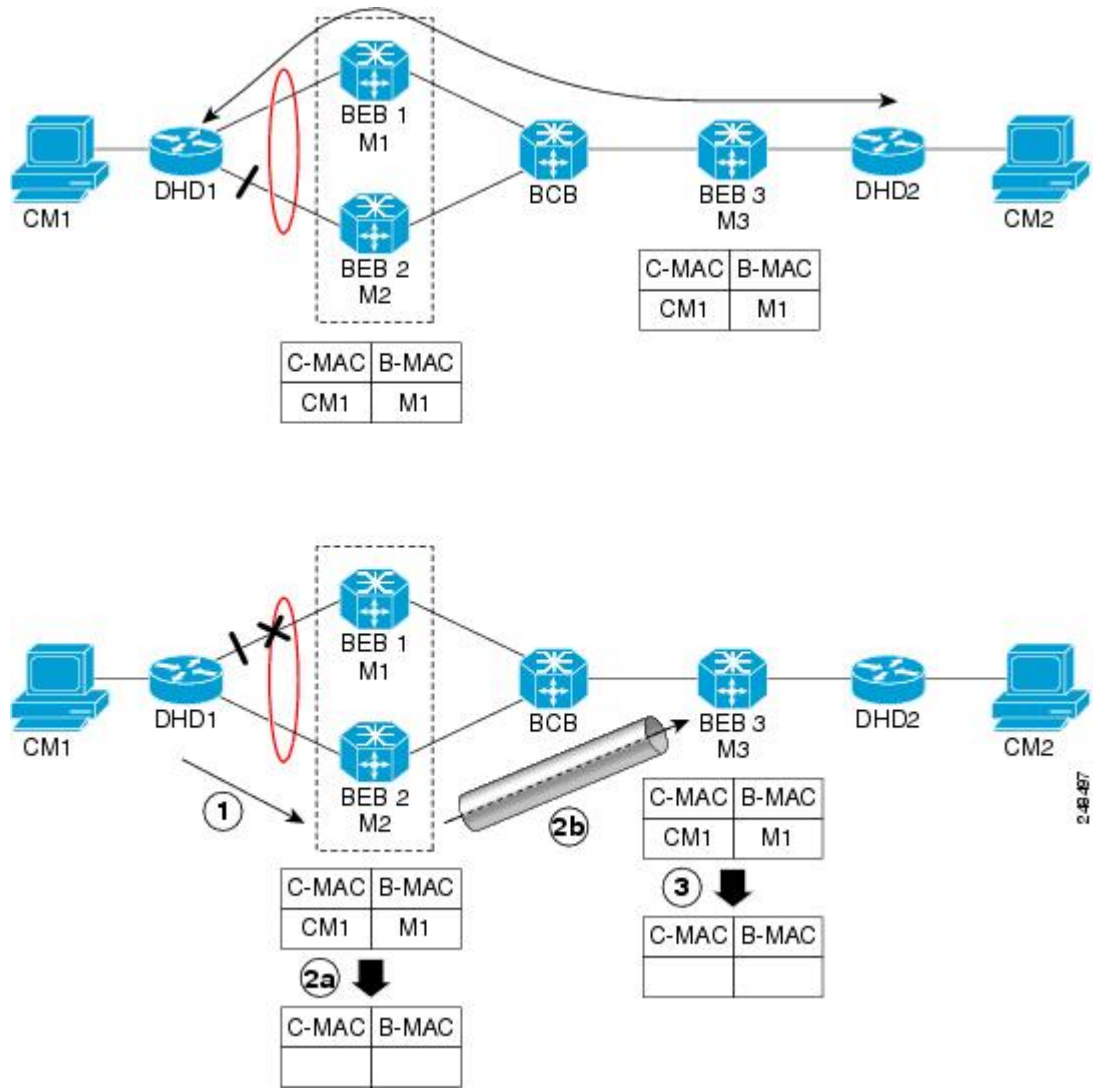 BEB 1
M1
CM1
DHD1
BEB 2
M2
BCB
BEB 3
M3
DHD2
CM2
C-MAC B-MAC
CM1 M1
C-MAC B-MAC
CM1 M1
BEB 1
M1
CM1
DHD1
BEB 2
M2
BCB
BEB 3
M3
DHD2
CM2
1
2b
C-MAC B-MAC
CM1 M1
3
C-MAC B-MAC
C-MAC B-MAC
CM1 M1
2a
C-MAC B-MAC
249497